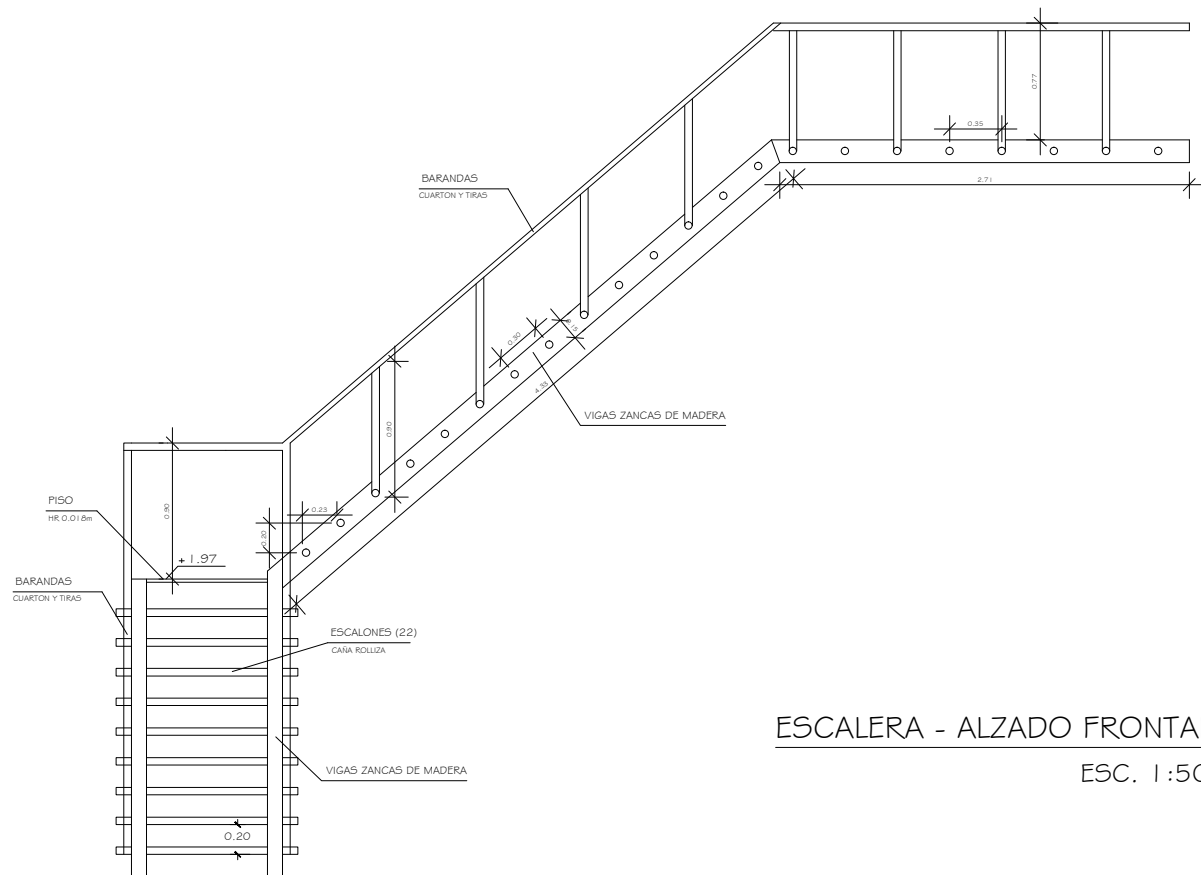 0.77
0.35
2.71
BARANDAS
CUARTON Y TIRAS
0.30
0.15
4.33
VIGAS ZANCAS DE MADERA
0.90
0.90
PISO
HR 0.018m
0.23
0.20
+ 1.97
BARANDAS
CUARTON Y TIRAS
ESCALONES (22)
CAÑA ROLLIZA
ESCALERA - ALZADO FRONTA
ESC. 1:50
VIGAS ZANCAS DE MADERA
0.20